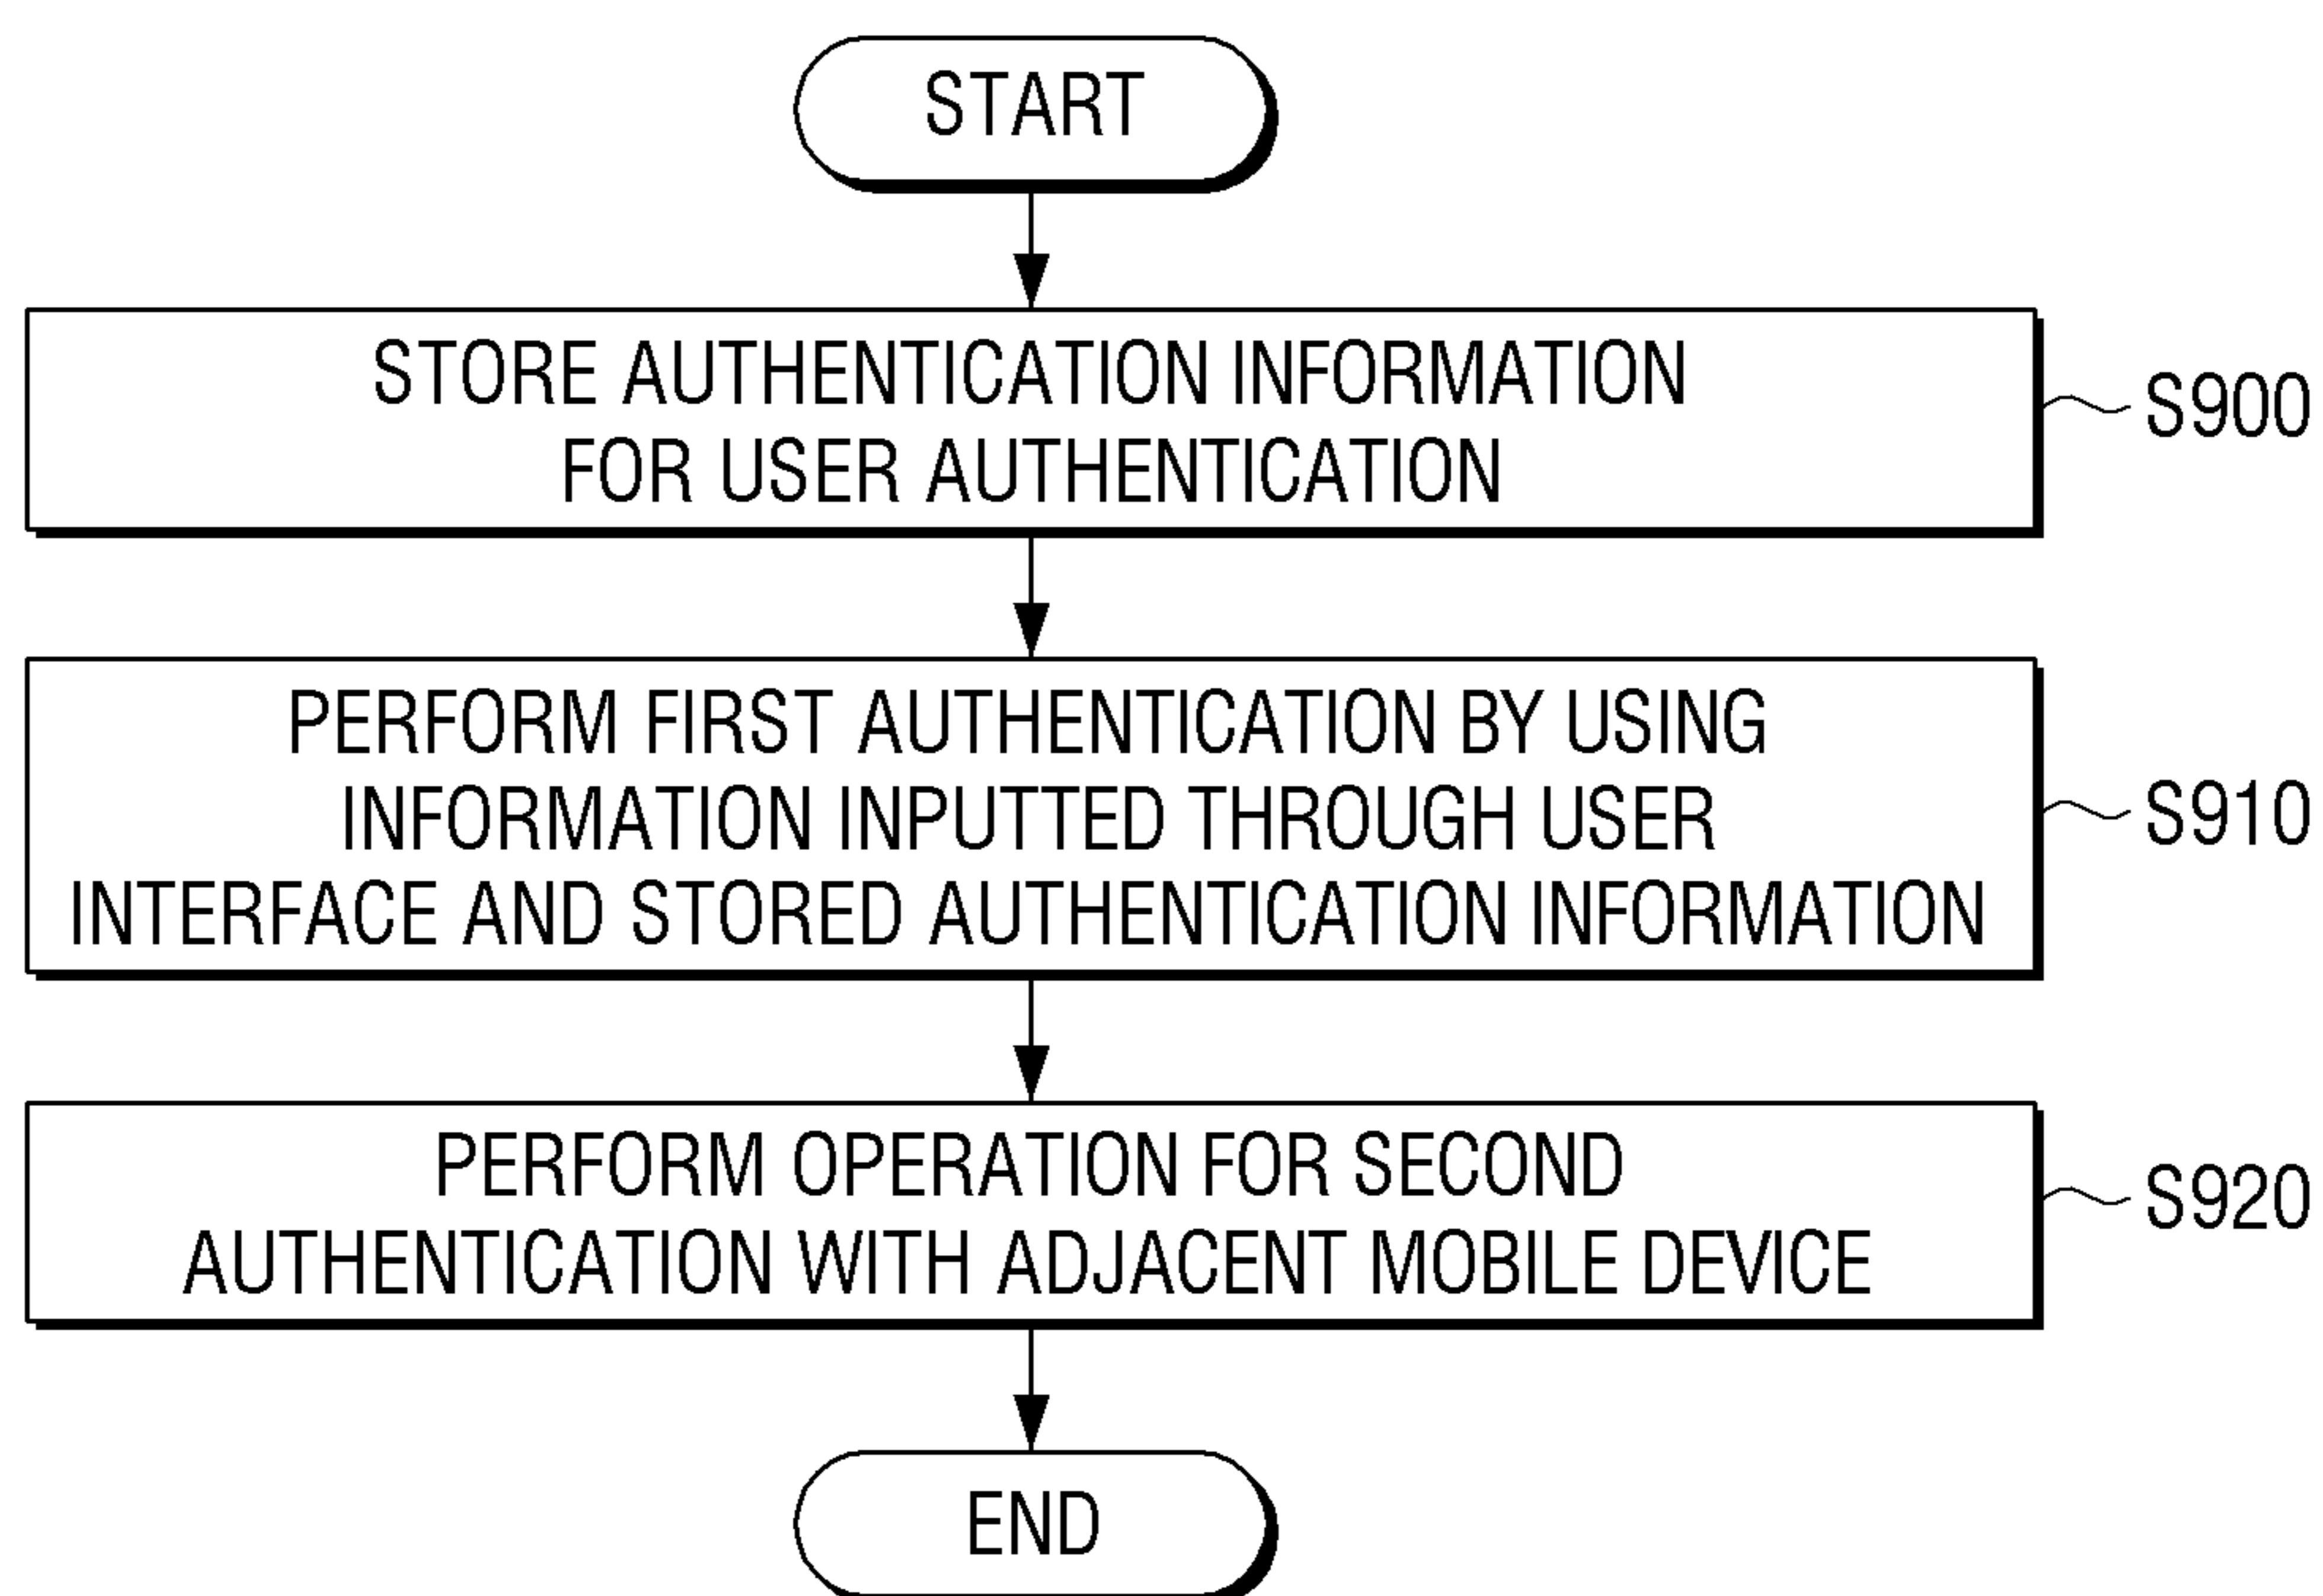 START
STORE AUTHENTICATION INFORMATION
FOR USER AUTHENTICATION
S900
PERFORM FIRST AUTHENTICATION BY USING
INFORMATION INPUTTED THROUGH USER
INTERFACE AND STORED AUTHENTICATION INFORMATION
S910
PERFORM OPERATION FOR SECOND
AUTHENTICATION WITH ADJACENT MOBILE DEVICE
S920
END